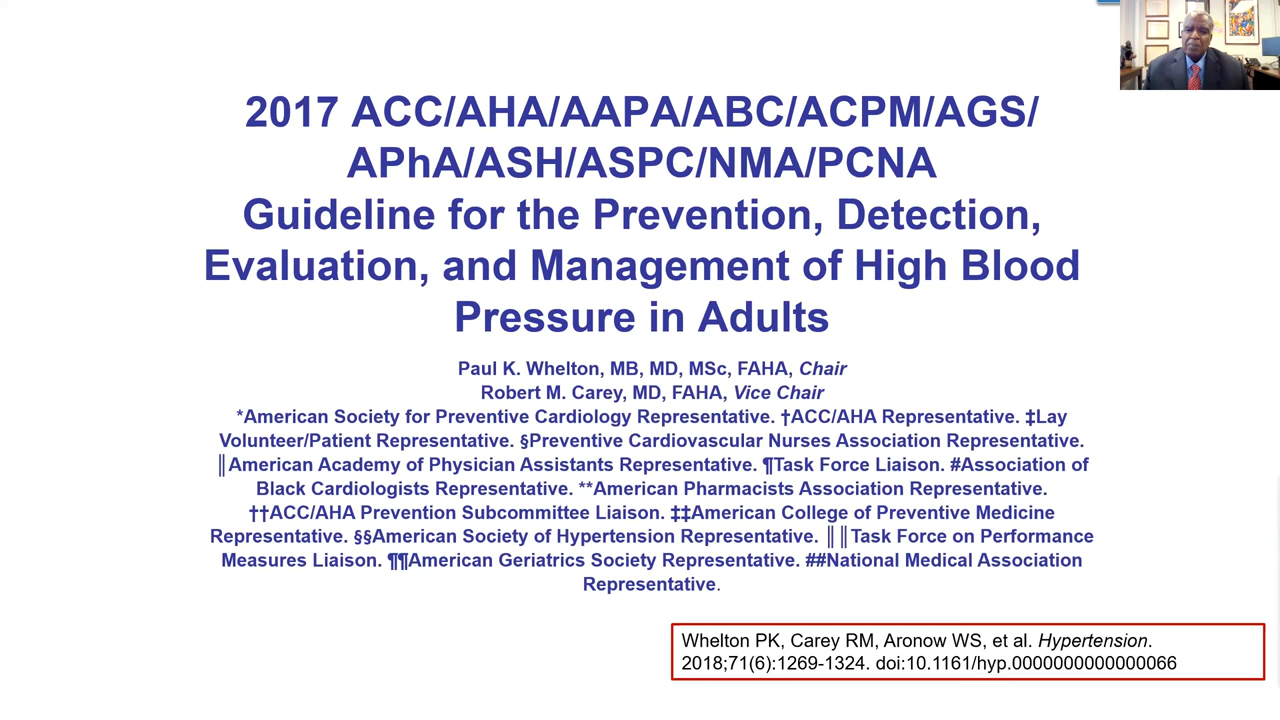 2017 ACC/AHA/AAPA/ABC/ACPM/AGS/
APhA/ASH/ASPC/NMA/PCNA
Guideline for the Prevention, Detection,
Evaluation, and Management of High Blood
Pressure in Adults
Paul K. Whelton, MB, MD, MSc, FAHA, Chair
Robert M. Carey, MD, FAHA, Vice Chair
*American Society for Preventive Cardiology Representative. †ACC/AHA Representative. ‡Lay
Volunteer/Patient Representative. §Preventive Cardiovascular Nurses Association Representative.
║American Academy of Physician Assistants Representative. ¶Task Force Liaison. #Association of
Black Cardiologists Representative. **American Pharmacists Association Representative.
††ACC/AHA Prevention Subcommittee Liaison. ‡‡American College of Preventive Medicine
Representative. §§American Society of Hypertension Representative. ║║Task Force on Performance
Measures Liaison. ¶¶American Geriatrics Society Representative. ##National Medical Association
Representative.
Whelton PK, Carey RM, Aronow WS, et al. Hypertension.
2018;71(6):1269-1324. doi:10.1161/hyp.0000000000000066